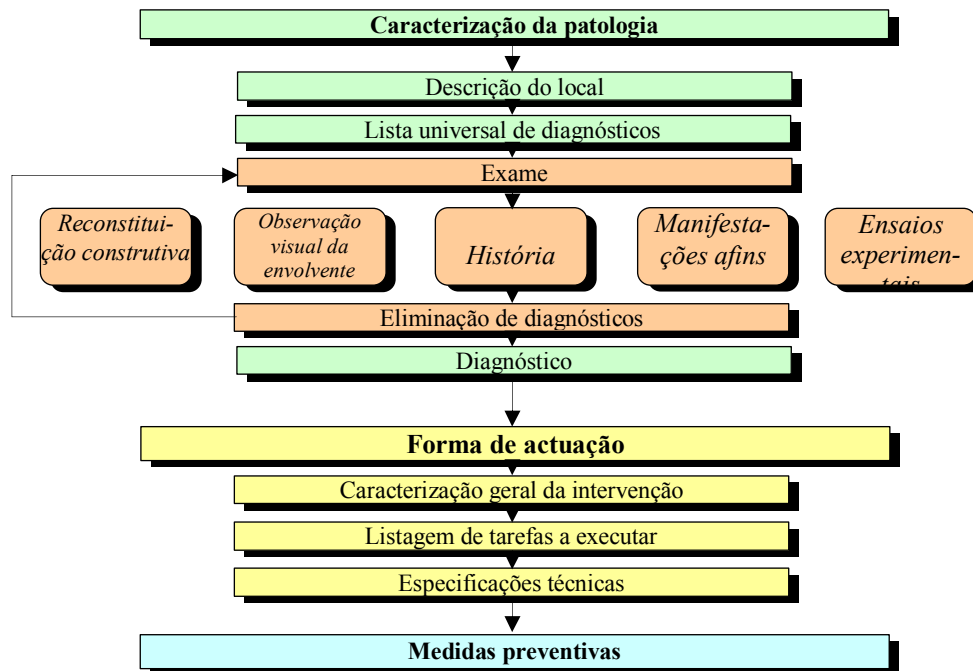 Caracterização da patologia
Descrição do local
Lista universal de diagnósticos
Exame
Reconstitui-
ção construtiva
Observação
visual da
envolvente
História
Manifesta-
ções afins
Ensaios
experimen-
tais
Eliminação de diagnósticos
Diagnóstico
Forma de actuação
Caracterização geral da intervenção
Listagem de tarefas a executar
Especificações técnicas
Medidas preventivas